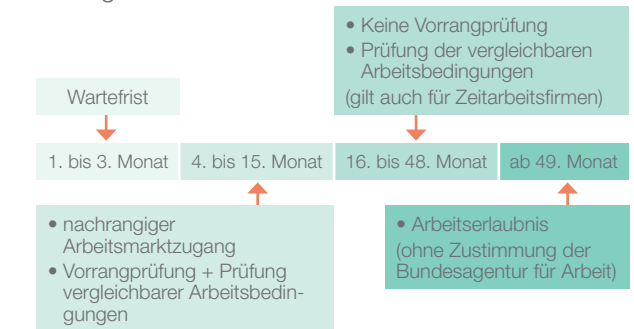 • Keine Vorrangprüfung
• Prüfung der vergleichbaren
Arbeitsbedingungen
(gilt auch für Zeitarbeitsfirmen)
Wartefrist
1. bis 3. Monat
4. bis 15. Monat
16. bis 48. Monat
ab 49. Monat
• nachrangiger
Arbeitsmarktzugang
• Vorrangprüfung + Prüfung
vergleichbarer Arbeitsbedin-
gungen
• Arbeitserlaubnis
(ohne Zustimmung der
Bundesagentur für Arbeit)